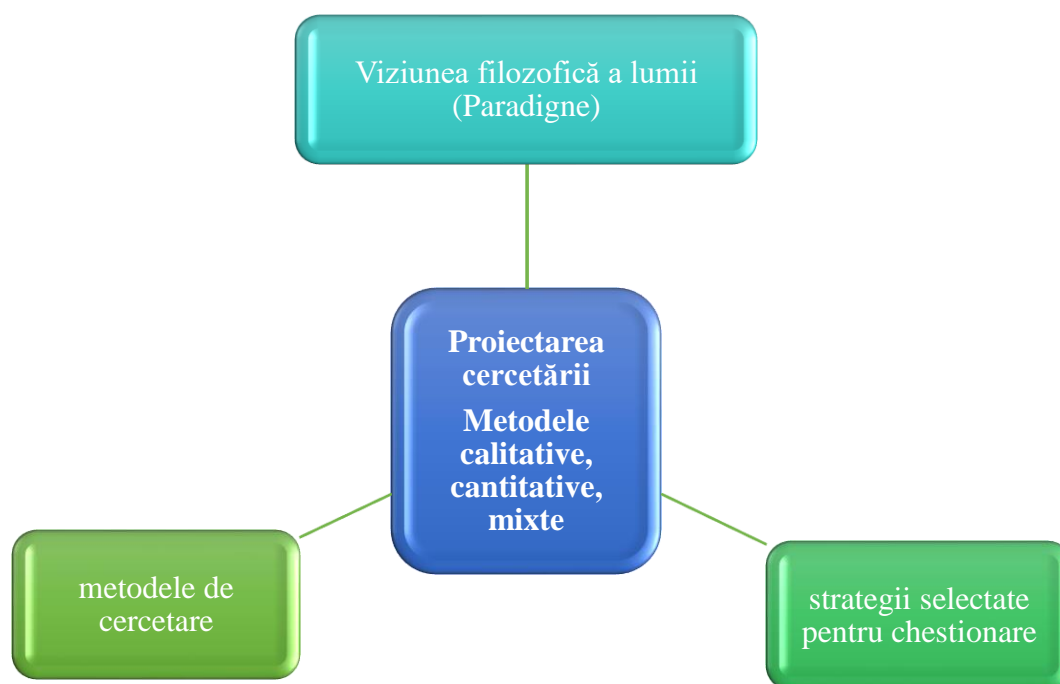 Viziunea filozofică a lumii
(Paradigne)
Proiectarea
cercetării
Metodele
calitative,
cantitative,
mixte
metodele de
cercetare
strategii selectate
pentru chestionare